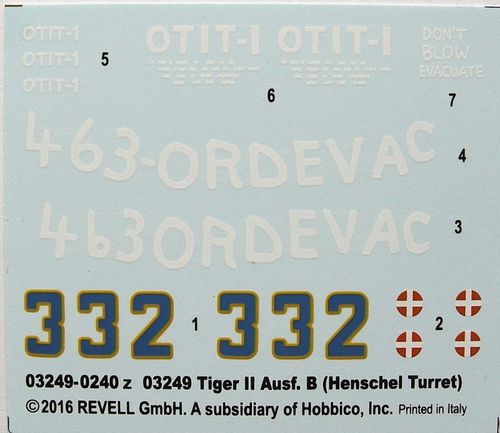 OTIT-1
OTIT-1
OTIT-1
5
OTIT-1
OTIT-1
6
DON'T
BLOW
EVACUATE
7
463-ORDEVAC
4
463ORDEVAC
3
332
1
332
2
03249-0240 z 03249 Tiger II Ausf. B (Henschel Turret)
©2016 REVELL GmbH. A subsidiary of Hobbico, Inc. Printed in Italy